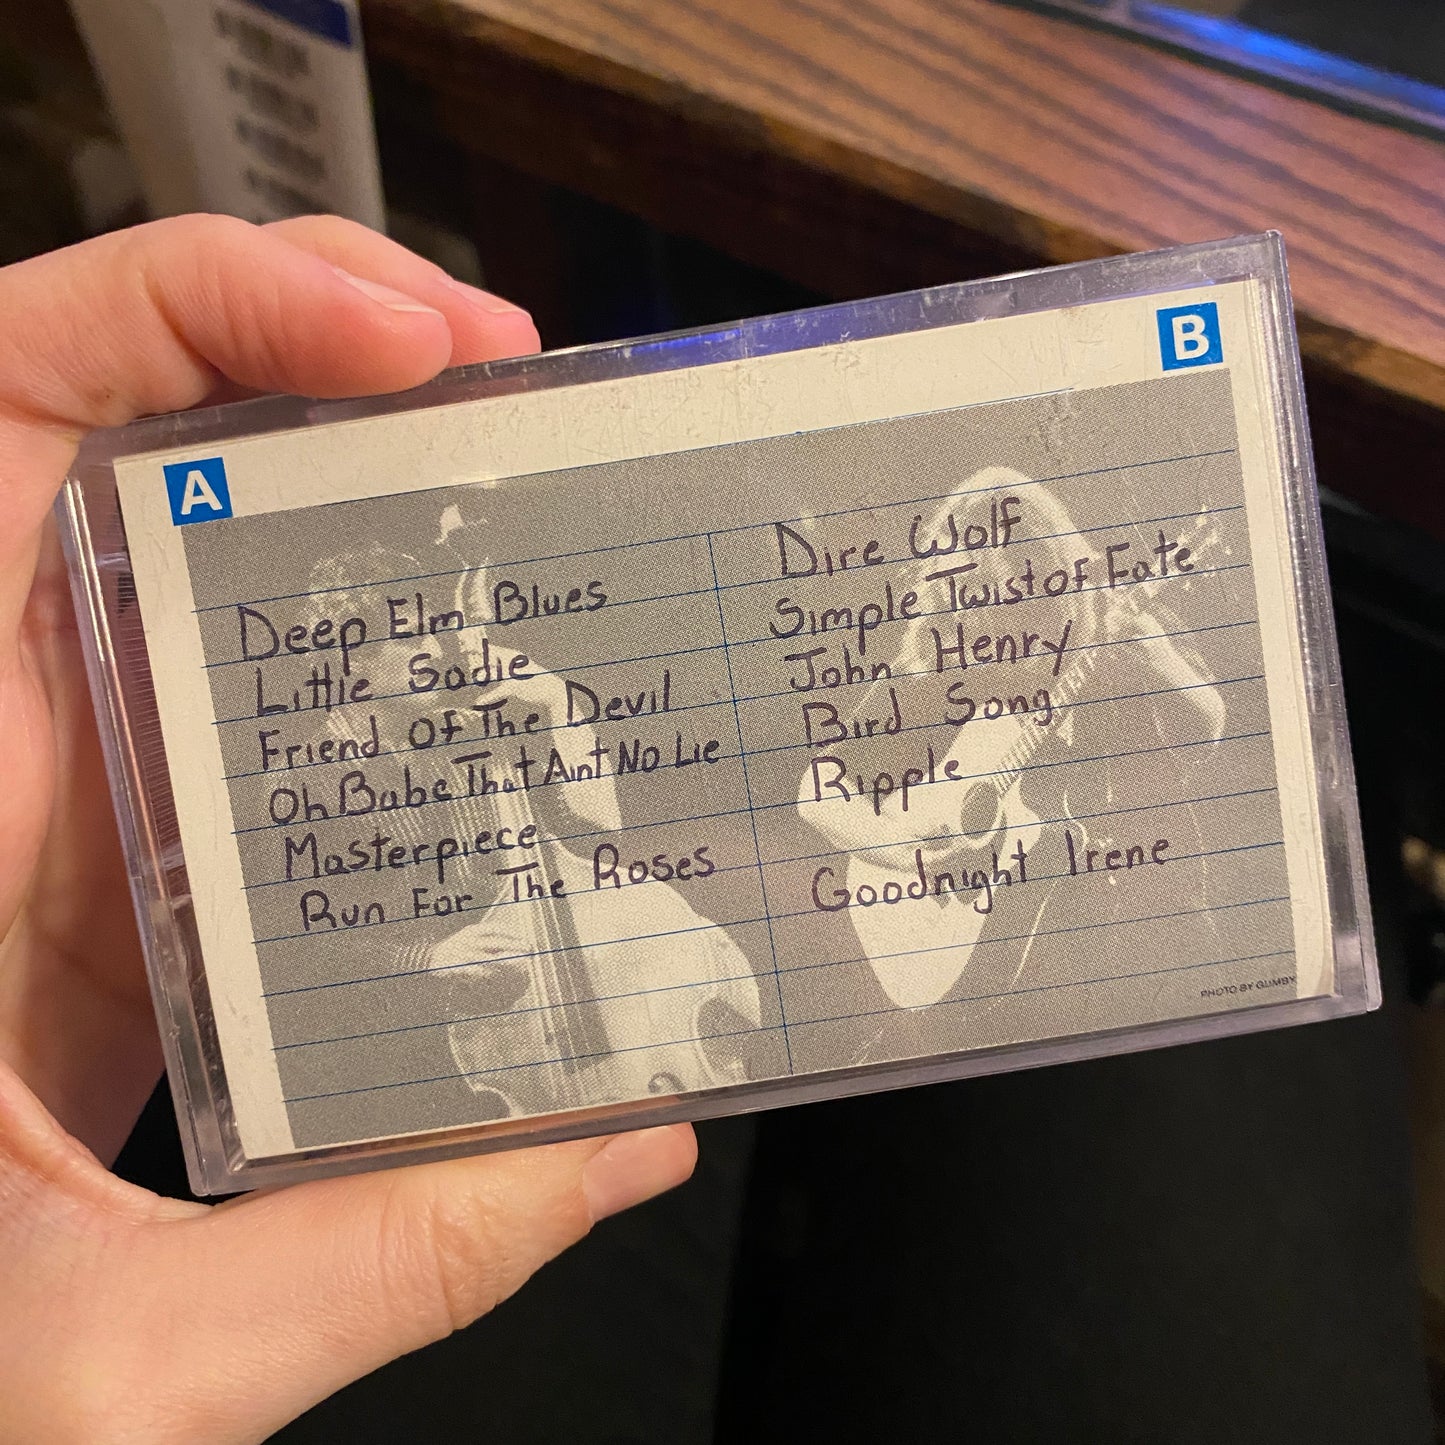 A
B
Deep Elm Blues
Little Sadie
Friend Of The Devil
Oh Babe That Aint No Lie
Masterpiece
Run For The Roses
Dire Wolf
Simple Twist of Fate
John Henry
Bird Song
Ripple
Goodnight Irene
PHOTO BY GUMBY